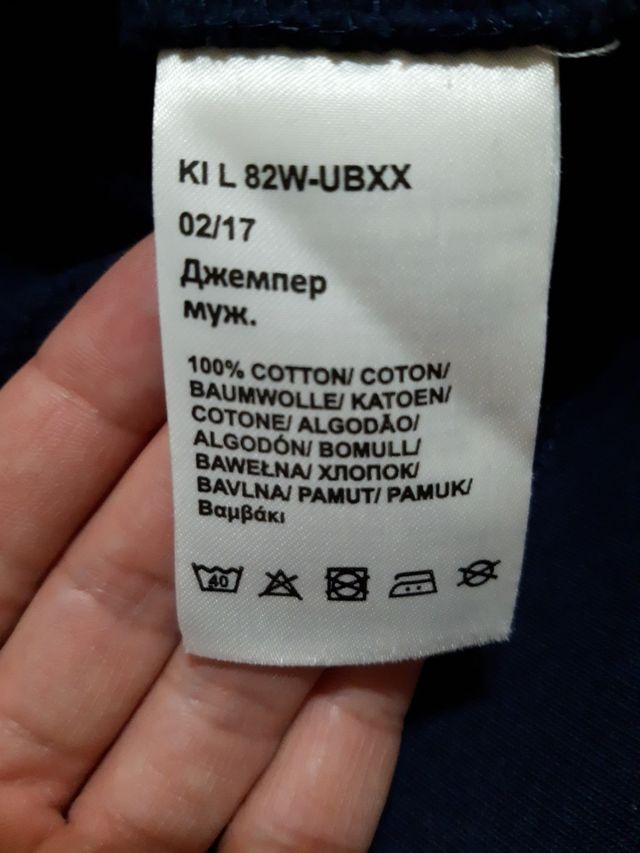 KI L 82W-UBXX
02/17
Джемпер
муж.
100% COTTON/ COTON/
BAUMWOLLE/ KATOEN/
COTONE/ ALGODÃO/
ALGODÓN/ BOMULL/
BAWEŁNA/ ХЛОПОК/
BAVLNA/ PAMUT/ PAMUK/
Βαμβάκι
40